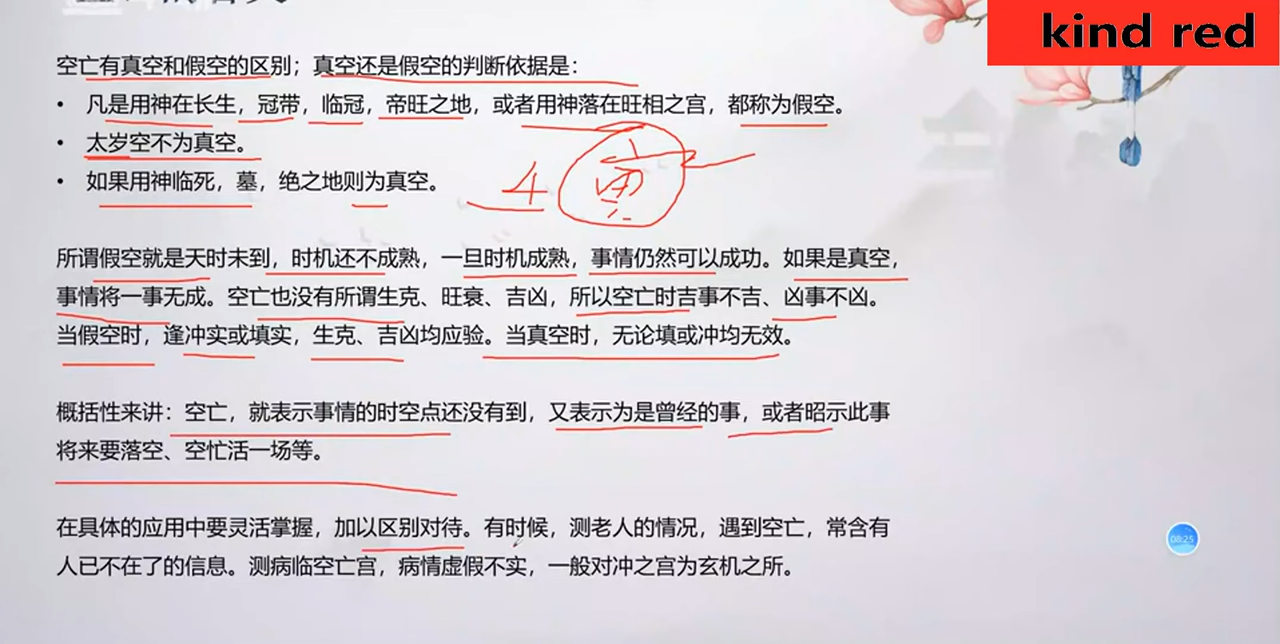 kind red
空亡有真空和假空的区别；真空还是假空的判断依据是：
• 凡是用神在长生，冠带，临冠，帝旺之地，或者用神落在旺相之宫，都称为假空。
• 太岁空不为真空。
• 如果用神临死，墓，绝之地则为真空。
4 寅
所谓假空就是天时未到，时机还不成熟，一旦时机成熟，事情仍然可以成功。如果是真空，
事情将一事无成。空亡也没有所谓生克、旺衰、吉凶，所以空亡时吉事不吉、凶事不凶。
当假空时，逢冲实或填实，生克、吉凶均应验。当真空时，无论填或冲均无效。
概括性来讲：空亡，就表示事情的时空点还没有到，又表示为是曾经的事，或者昭示此事
将来要落空、空忙活一场等。
在具体的应用中要灵活掌握，加以区别对待。有时候，测老人的情况，遇到空亡，常含有
人已不在了的信息。测病临空亡宫，病情虚假不实，一般对冲之宫为玄机之所。
08:25